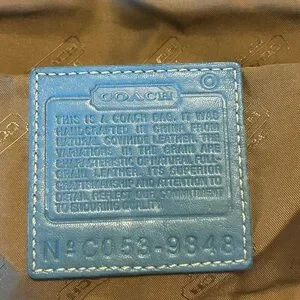 COACH
THIS IS A COACH BAG. IT WAS
HANDCRAFTED IN CHINA FROM
NATURAL COWHIDE LEATHER. THE
VARIATIONS IN THE GRAIN ARE
CHARACTERISTIC OF NATURAL FULL-
GRAIN LEATHER. ITS SUPERIOR
CRAFTSMANSHIP AND ATTENTION TO
DETAIL REFLECT OUR COMMITMENT
TO ENDURING QUALITY.
Nº C053-9348